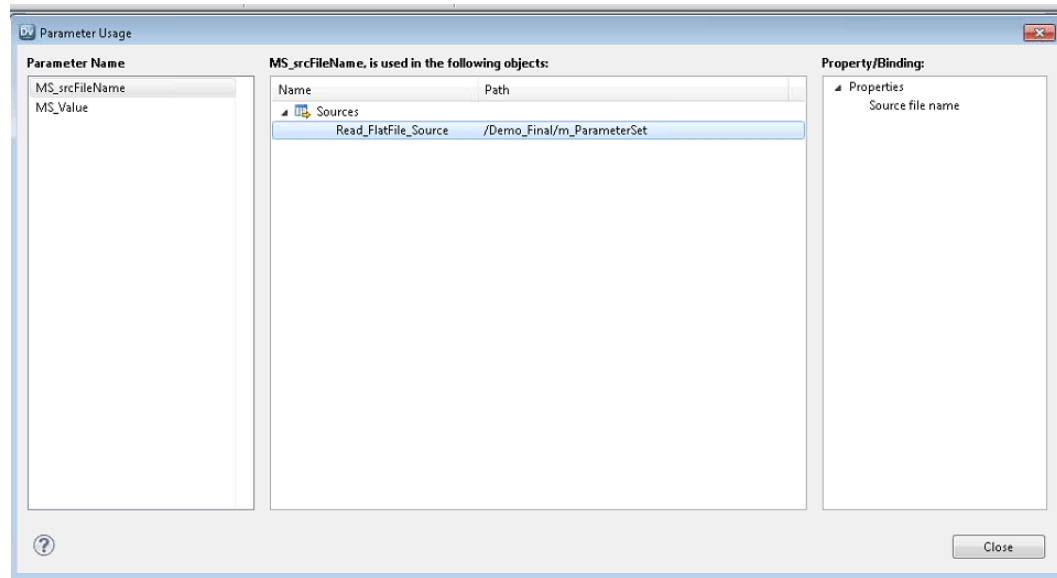 Dv Parameter Usage
Parameter Name
MS_srcFileName
MS_Value
MS_srcFileName, is used in the following objects:
Name Path
Sources
Read_FlatFile_Source /Demo_Final/m_ParameterSet
Property/Binding:
Properties
Source file name
?
Close